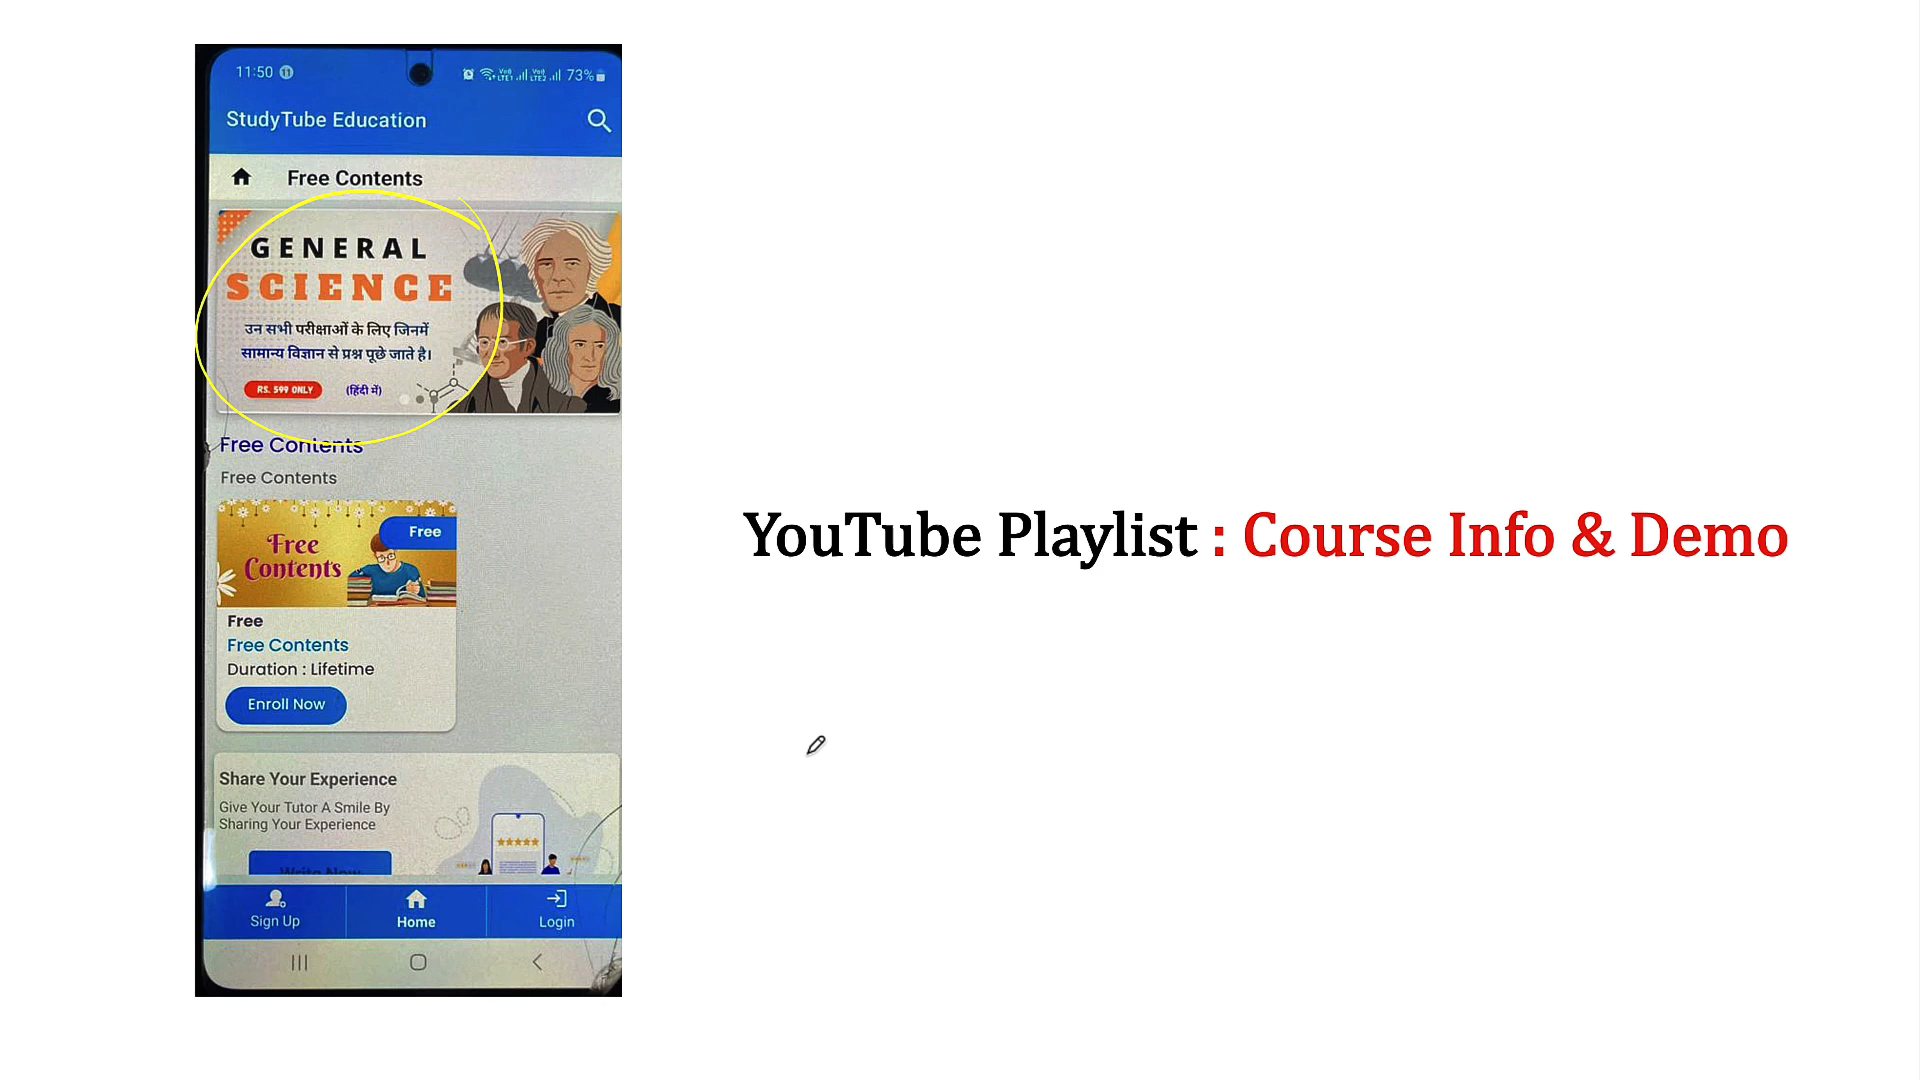 11:50
73%
StudyTube Education
Free Contents
GENERAL
SCIENCE
उन सभी परीक्षाओं के लिए जिनमें
सामान्य विज्ञान से प्रश्न पूछे जाते है।
RS. 599 ONLY (हिंदी में)
Free Contents
Free Contents
Free
Free
Contents
Free
Free Contents
Duration : Lifetime
Enroll Now
Share Your Experience
Give Your Tutor A Smile By
Sharing Your Experience
Write Now
Sign Up Home Login
YouTube Playlist : Course Info & Demo